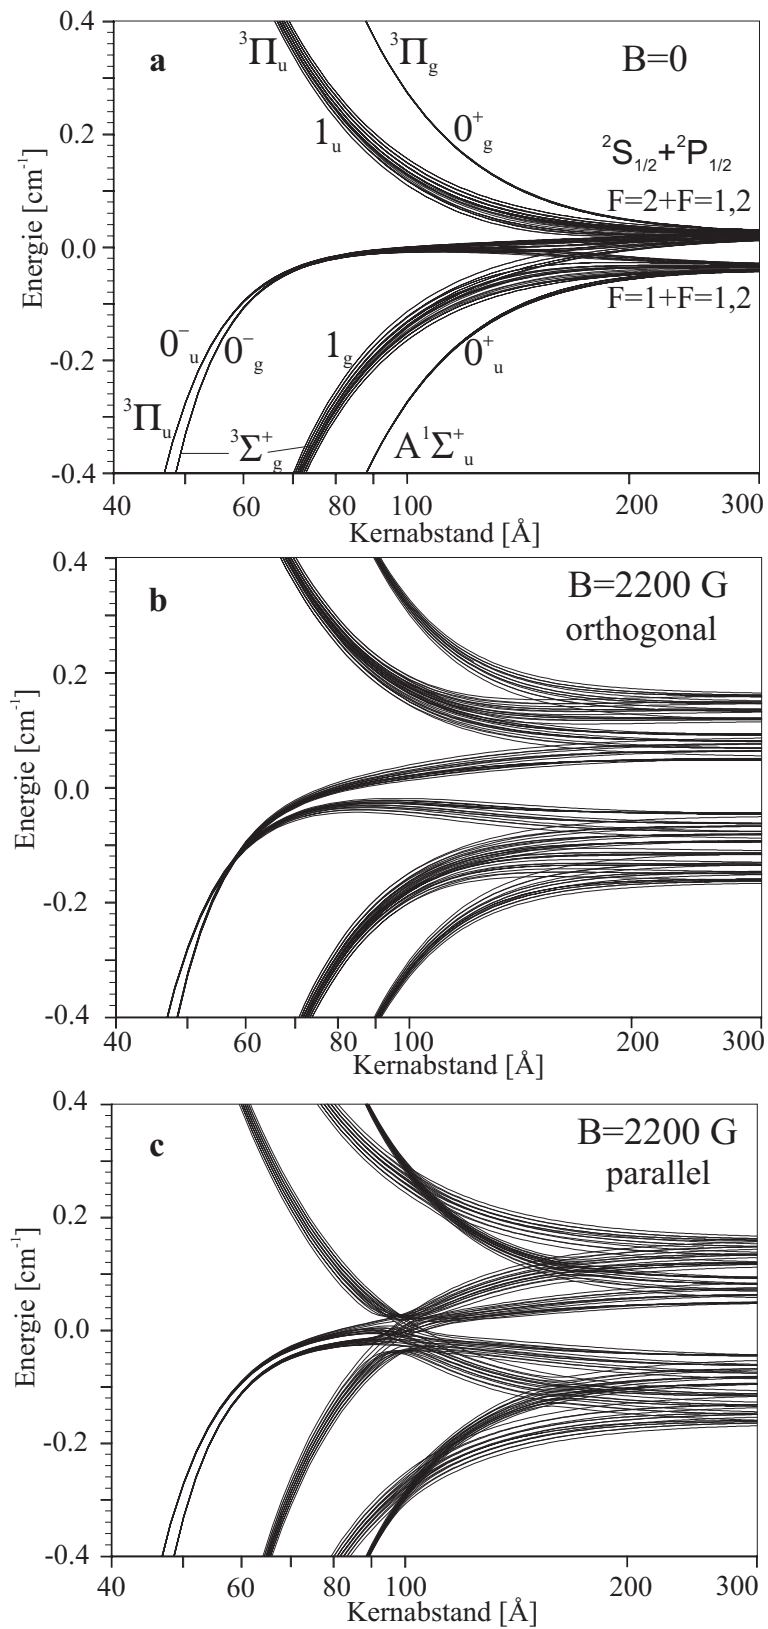 a
B=0
³Πᵤ
³Π_g
1ᵤ
0⁺_g
²S₁/₂+²P₁/₂
F=2+F=1,2
F=1+F=1,2
0⁻ᵤ
0⁻_g
1_g
0⁺ᵤ
³Πᵤ
³Σ⁺_g
A¹Σ⁺ᵤ
Energie [cm⁻¹]
0.4
0.2
0.0
-0.2
-0.4
40 60 80 100 200 300
Kernabstand [Å]
b
B=2200 G
orthogonal
Energie [cm⁻¹]
0.4
0.2
0.0
-0.2
-0.4
40 60 80 100 200 300
Kernabstand [Å]
c
B=2200 G
parallel
Energie [cm⁻¹]
0.4
0.2
0.0
-0.2
-0.4
40 60 80 100 200 300
Kernabstand [Å]